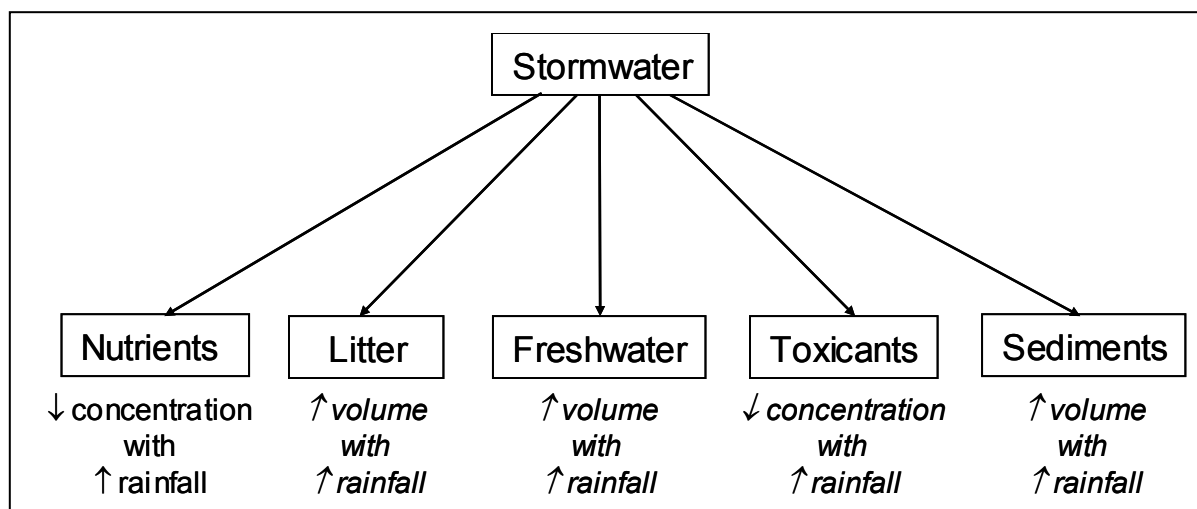 Stormwater
Nutrients
↓ concentration
with
↑ rainfall
Litter
↑ volume
with
↑ rainfall
Freshwater
↑ volume
with
↑ rainfall
Toxicants
↓ concentration
with
↑ rainfall
Sediments
↑ volume
with
↑ rainfall